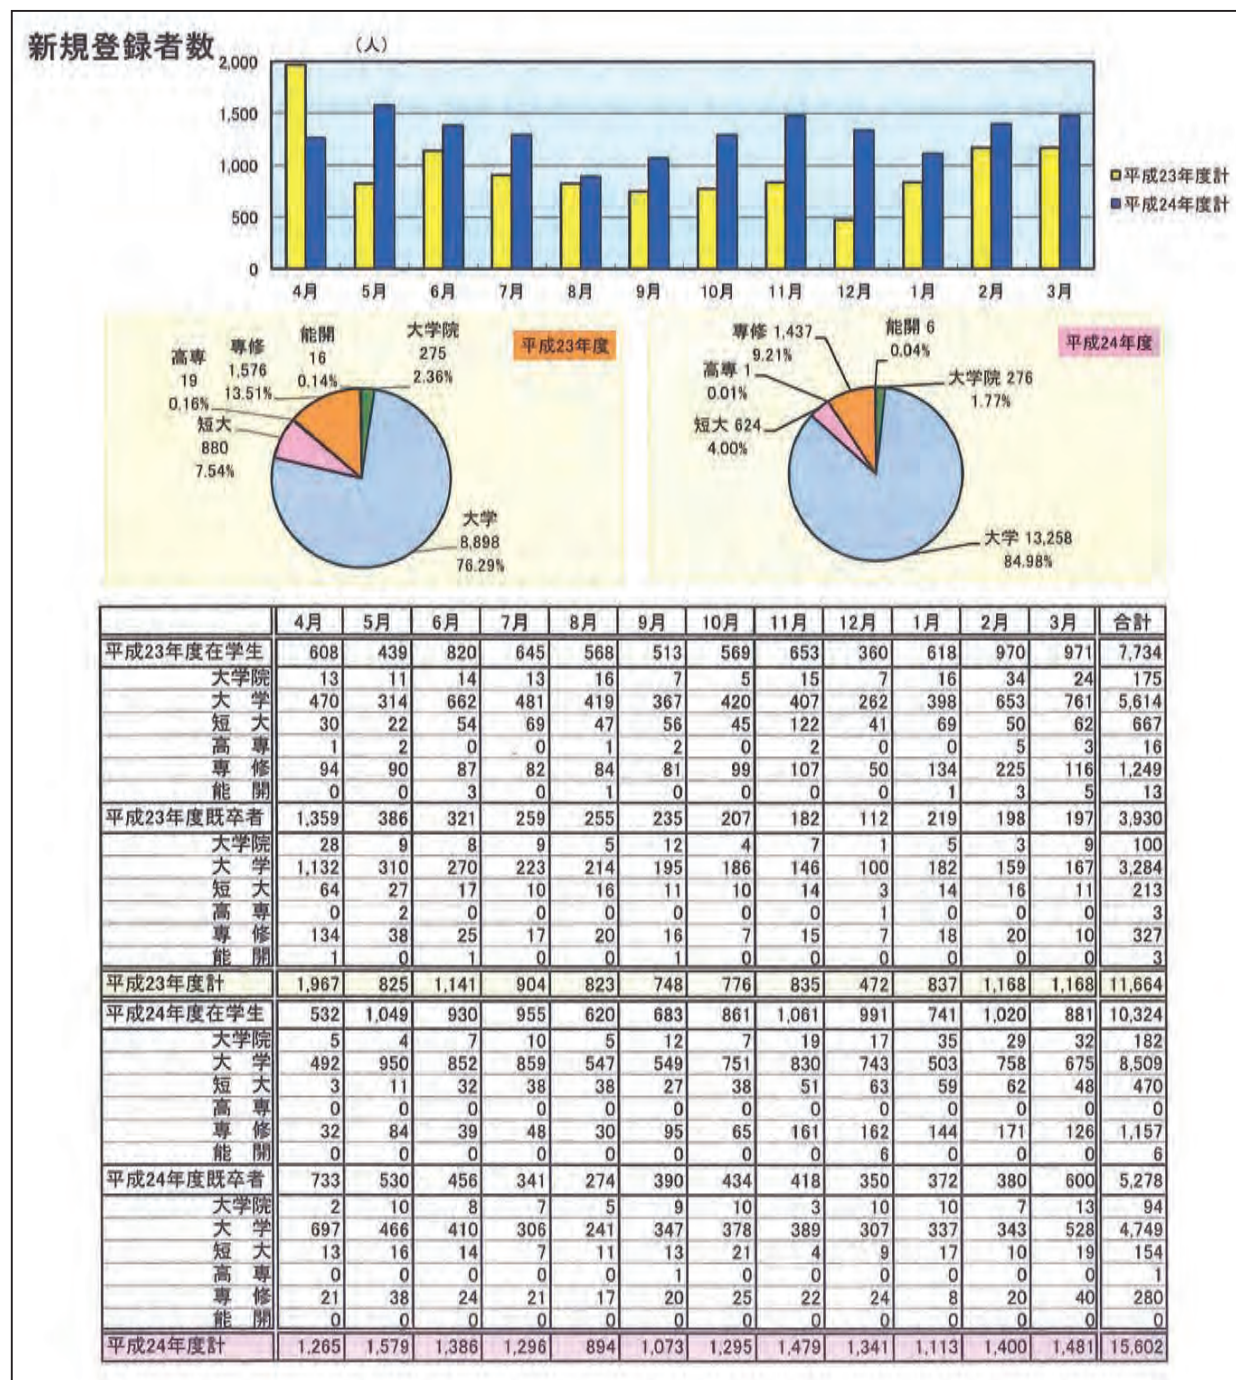 新規登録者数
（人）
2,000
1,500
1,000
500
0
4月 5月 6月 7月 8月 9月 10月 11月 12月 1月 2月 3月
平成23年度計
平成24年度計
平成23年度
大学院
275
2.36%
能開
16
0.14%
専修
1,576
13.51%
高専
19
0.16%
短大
880
7.54%
大学
8,898
76.29%
平成24年度
専修 1,437
9.21%
能開 6
0.04%
高専 1
0.01%
大学院 276
1.77%
短大 624
4.00%
大学 13,258
84.98%
4月 5月 6月 7月 8月 9月 10月 11月 12月 1月 2月 3月 合計
平成23年度在学生 608 439 820 645 568 513 569 653 360 618 970 971 7,734
大学院 13 11 14 13 16 7 5 15 7 16 34 24 175
大 学 470 314 662 481 419 367 420 407 262 398 653 761 5,614
短 大 30 22 54 69 47 56 45 122 41 69 50 62 667
高 専 1 2 0 0 1 2 0 2 0 0 5 3 16
専 修 94 90 87 82 84 81 99 107 50 134 225 116 1,249
能 開 0 0 3 0 1 0 0 0 0 1 3 5 13
平成23年度既卒者 1,359 386 321 259 255 235 207 182 112 219 198 197 3,930
大学院 28 9 8 9 5 12 4 7 1 5 3 9 100
大 学 1,132 310 270 223 214 195 186 146 100 182 159 167 3,284
短 大 64 27 17 10 16 11 10 14 3 14 16 11 213
高 専 0 2 0 0 0 0 0 0 1 0 0 0 3
専 修 134 38 25 17 20 16 7 15 7 18 20 10 327
能 開 1 0 1 0 0 1 0 0 0 0 0 0 3
平成23年度計 1,967 825 1,141 904 823 748 776 835 472 837 1,168 1,168 11,664
平成24年度在学生 532 1,049 930 955 620 683 861 1,061 991 741 1,020 881 10,324
大学院 5 4 7 10 5 12 7 19 17 35 29 32 182
大 学 492 950 852 859 547 549 751 830 743 503 758 675 8,509
短 大 3 11 32 38 38 27 38 51 63 59 62 48 470
高 専 0 0 0 0 0 0 0 0 0 0 0 0 0
専 修 32 84 39 48 30 95 65 161 162 144 171 126 1,157
能 開 0 0 0 0 0 0 0 0 6 0 0 0 6
平成24年度既卒者 733 530 456 341 274 390 434 418 350 372 380 600 5,278
大学院 2 10 8 7 5 9 10 3 10 10 7 13 94
大 学 697 466 410 306 241 347 378 389 307 337 343 528 4,749
短 大 13 16 14 7 11 13 21 4 9 17 10 19 154
高 専 0 0 0 0 0 1 0 0 0 0 0 0 1
専 修 21 38 24 21 17 20 25 22 24 8 20 40 280
能 開 0 0 0 0 0 0 0 0 0 0 0 0 0
平成24年度計 1,265 1,579 1,386 1,296 894 1,073 1,295 1,479 1,341 1,113 1,400 1,481 15,602